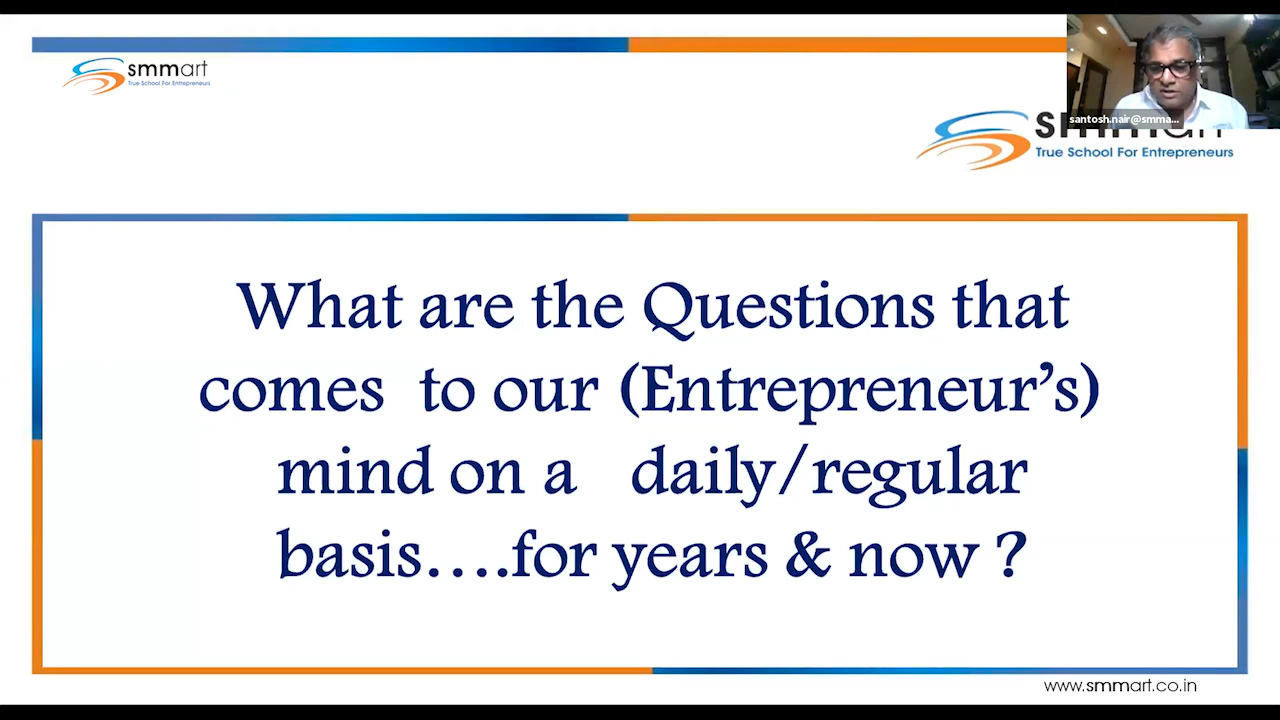 smmart
True School For Entrepreneurs
santosh.nair@smma...
smmart
True School For Entrepreneurs
What are the Questions that
comes to our (Entrepreneur’s)
mind on a daily/regular
basis….for years & now ?
www.smmart.co.in